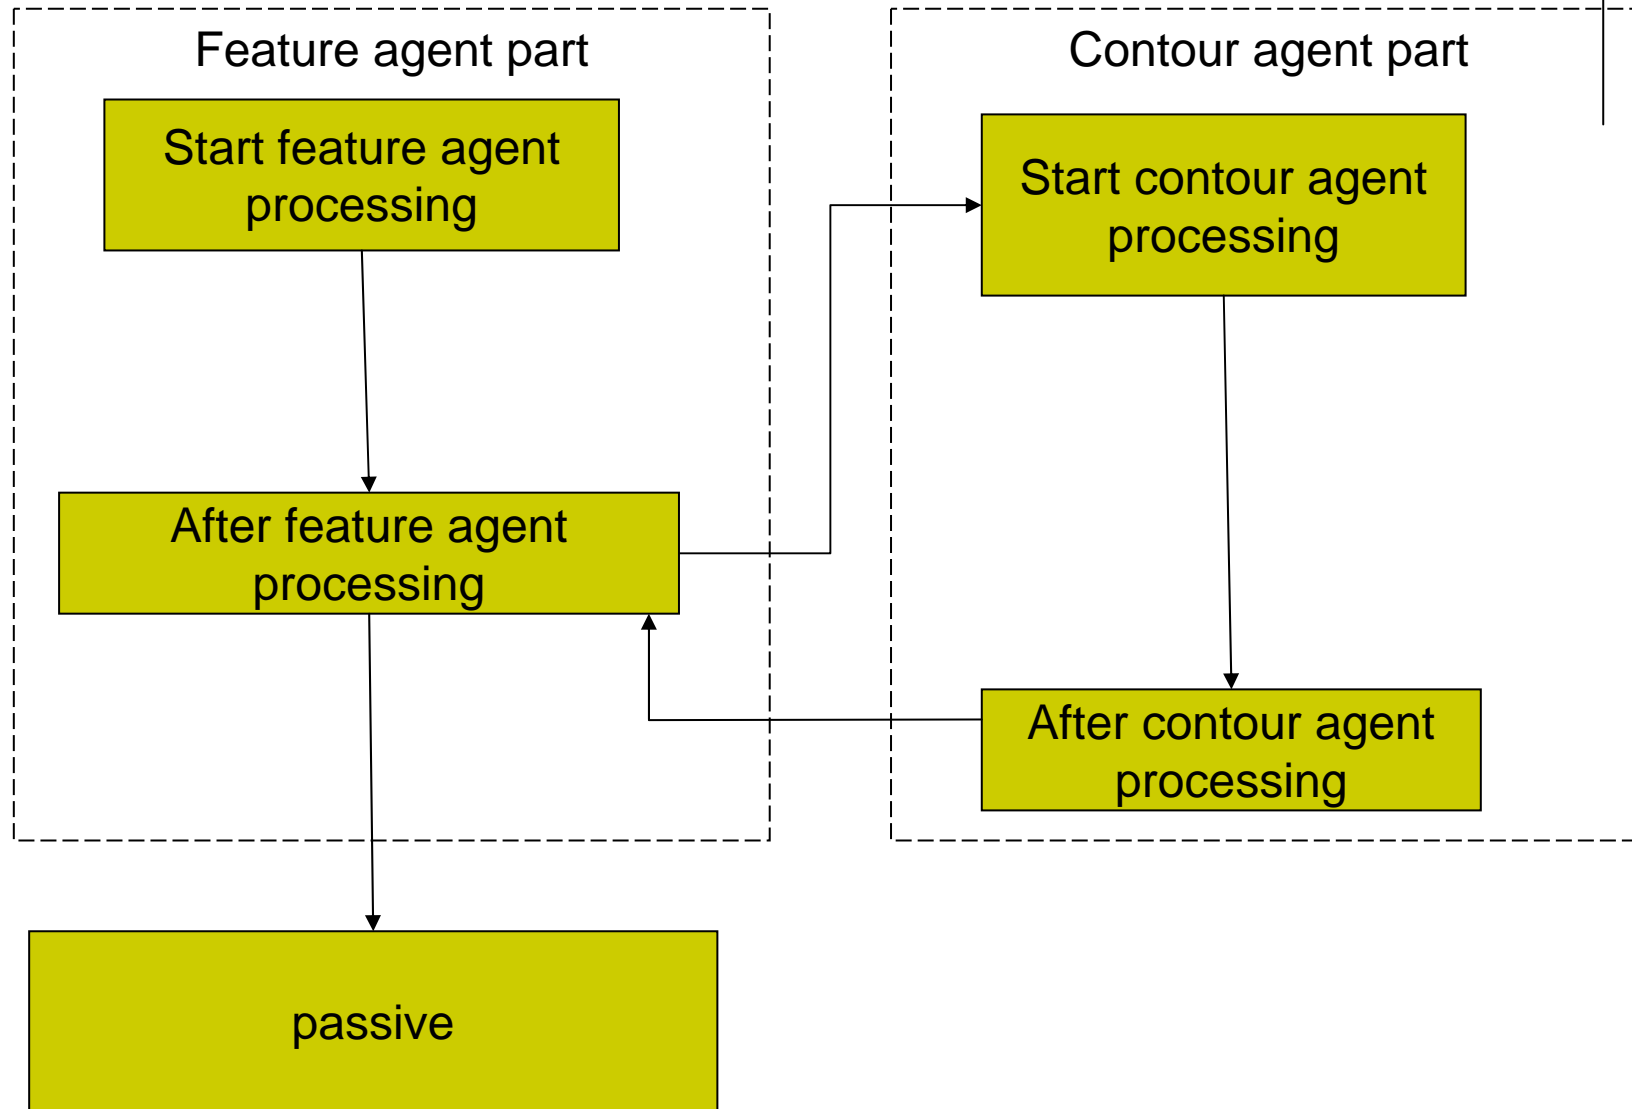 Feature agent part
Start feature agent
processing
After feature agent
processing
passive
Contour agent part
Start contour agent
processing
After contour agent
processing